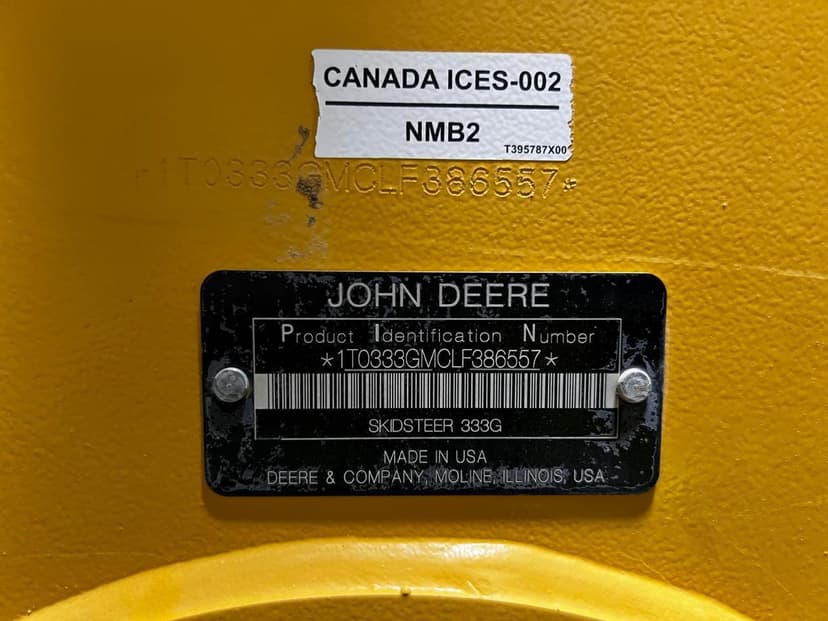 CANADA ICES-002
NMB2
T395787X00
*1T0333GMCLF386557*
JOHN DEERE
Product Identification Number
*1T0333GMCLF386557*
SKIDSTEER 333G
MADE IN USA
DEERE & COMPANY, MOLINE, ILLINOIS, USA